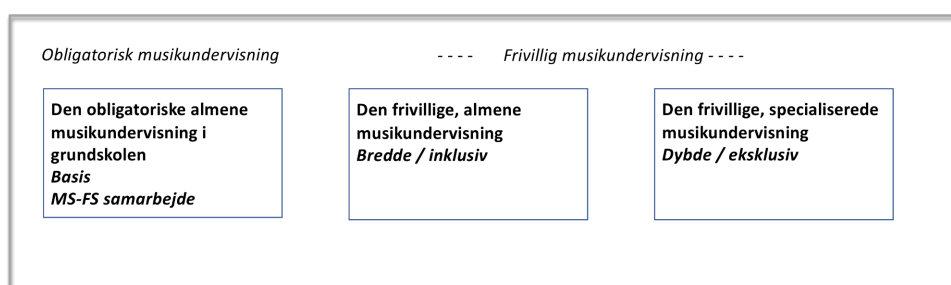 Obligatorisk musikundervisning
- - - - Frivillig musikundervisning - - - -
Den obligatoriske almene
musikundervisning i
grundskolen
Basis
MS-FS samarbejde
Den frivillige, almene
musikundervisning
Bredde / inklusiv
Den frivillige, specialiserede
musikundervisning
Dybde / eksklusiv